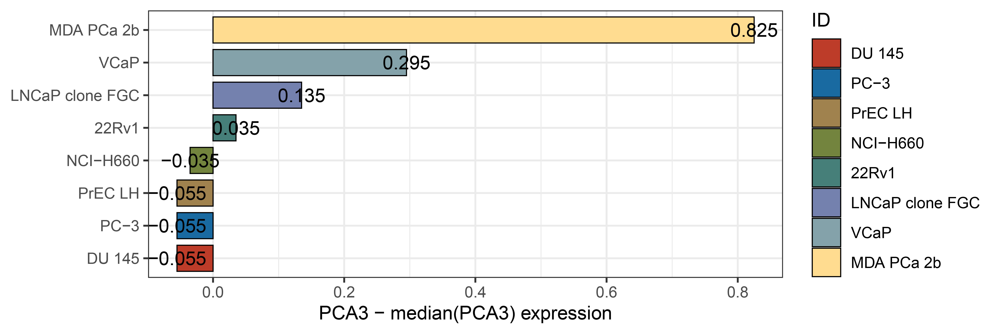 MDA PCa 2b
0.825
VCaP
0.295
LNCaP clone FGC
0.135
22Rv1
0.035
NCI−H660
−0.035
PrEC LH
−0.055
PC−3
−0.055
DU 145
−0.055
0.0 0.2 0.4 0.6 0.8
PCA3 − median(PCA3) expression
ID
DU 145
PC−3
PrEC LH
NCI−H660
22Rv1
LNCaP clone FGC
VCaP
MDA PCa 2b